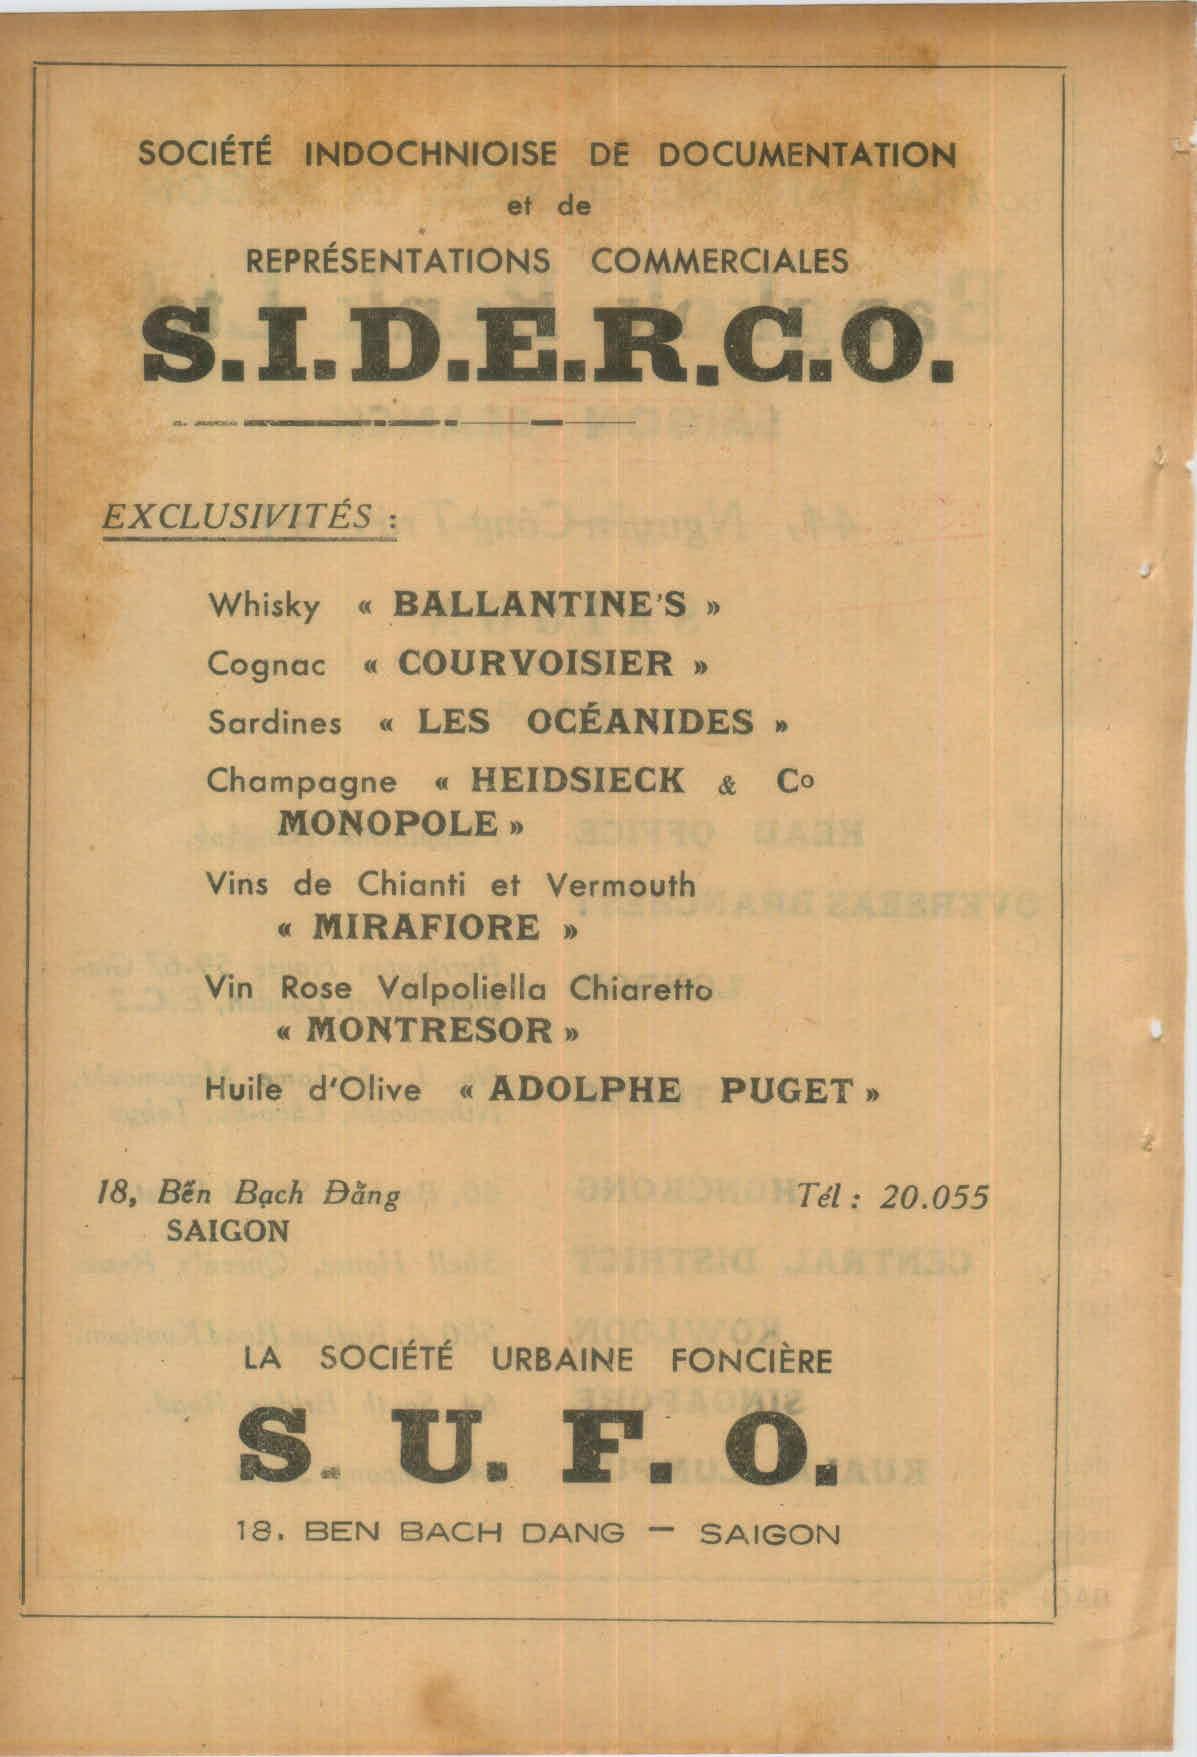 SOCIÉTÉ INDOCHNIOISE DE DOCUMENTATION
et de
REPRÉSENTATIONS COMMERCIALES
S.I.D.E.R.C.O.
EXCLUSIVITÉS :
Whisky « BALLANTINE'S »
Cognac « COURVOISIER »
Sardines « LES OCÉANIDES »
Champagne « HEIDSIECK & Co
MONOPOLE »
Vins de Chianti et Vermouth
« MIRAFIORE »
Vin Rose Valpoliella Chiaretto
« MONTRESOR »
Huile d'Olive « ADOLPHE PUGET »
18, Bến Bạch Đằng Tél : 20.055
SAIGON
LA SOCIÉTÉ URBAINE FONCIÈRE
S. U. F. O.
18. BEN BACH DANG — SAIGON